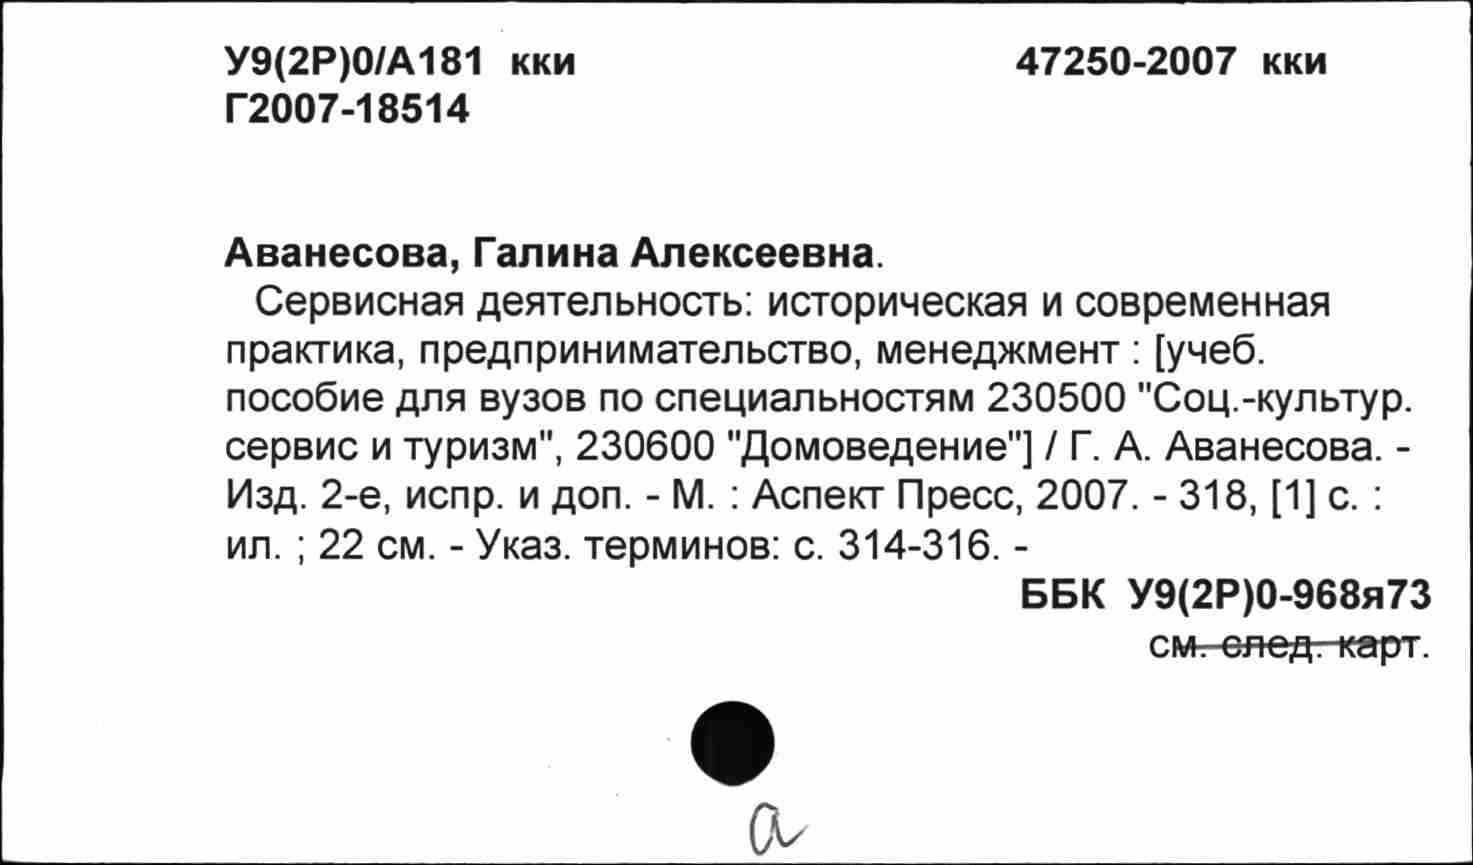 У9(2Р)0/А181 кки 47250-2007 кки
Г2007-18514
Аванесова, Галина Алексеевна.
Сервисная деятельность: историческая и современная
практика, предпринимательство, менеджмент : [учеб.
пособие для вузов по специальностям 230500 "Соц.-культур.
сервис и туризм", 230600 "Домоведение"] / Г. А. Аванесова. -
Изд. 2-е, испр. и доп. - М. : Аспект Пресс, 2007. - 318, [1] с. :
ил. ; 22 см. - Указ. терминов: с. 314-316. -
ББК У9(2Р)0-968я73
см. след. карт.
а